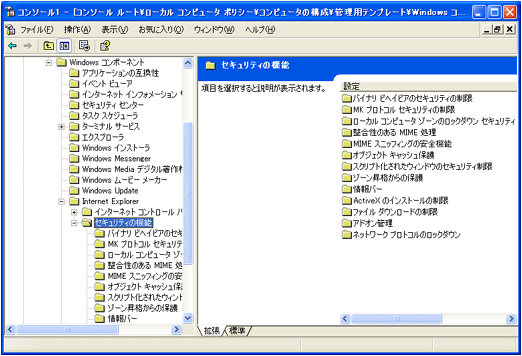 コンソール1 - [コンソール ルート¥ローカル コンピュータ ポリシー¥コンピュータの構成¥管理用テンプレート¥Windows コ...
ファイル(F) 操作(A) 表示(V) お気に入り(O) ウィンドウ(W) ヘルプ(H)
Windows コンポーネント
アプリケーションの互換性
イベント ビューア
インターネット インフォメーション
セキュリティ センター
タスク スケジューラ
ターミナル サービス
エクスプローラ
Windows インストーラ
Windows Messenger
Windows Media デジタル著作権
Windows ムービー メーカー
Windows Update
Internet Explorer
インターネット コントロール パ
セキュリティの機能
バイナリ ビヘイビアのセキ
MK プロトコル セキュリテ
ローカル コンピュータ ゾー
整合性のある MIME 処
MIME スニッフィングの安
オブジェクト キャッシュ保
スクリプト化されたウィント
ゾーン昇格からの保護
情報バー
セキュリティの機能
項目を選択すると説明が表示されます。
設定
バイナリ ビヘイビアのセキュリティの制限
MK プロトコル セキュリティの制限
ローカル コンピュータ ゾーンのロックダウン セキュリティ
整合性のある MIME 処理
MIME スニッフィングの安全機能
オブジェクト キャッシュ保護
スクリプト化されたウィンドウのセキュリティ制限
ゾーン昇格からの保護
情報バー
ActiveX のインストールの制限
ファイル ダウンロードの制限
アドオン管理
ネットワーク プロトコルのロックダウン
拡張 標準